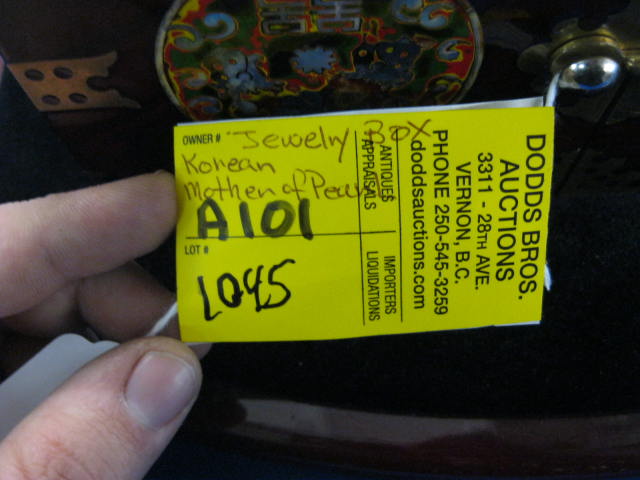 OWNER # Jewelry Box
Korean
Mother of Pearl
A101
LOT #
1045
DODDS BROS.
AUCTIONS
3311 - 28TH AVE.
VERNON, B.C.
PHONE 250-545-3259
doddsauctions.com
ANTIQUES IMPORTERS
APPRAISALS LIQUIDATIONS